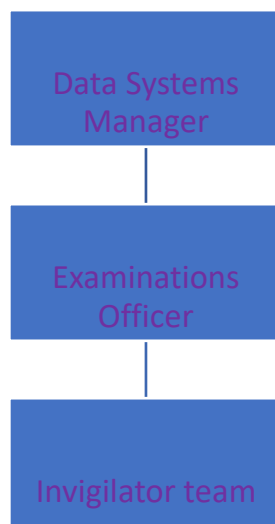 Data Systems
Manager
Examinations
Officer
Invigilator team